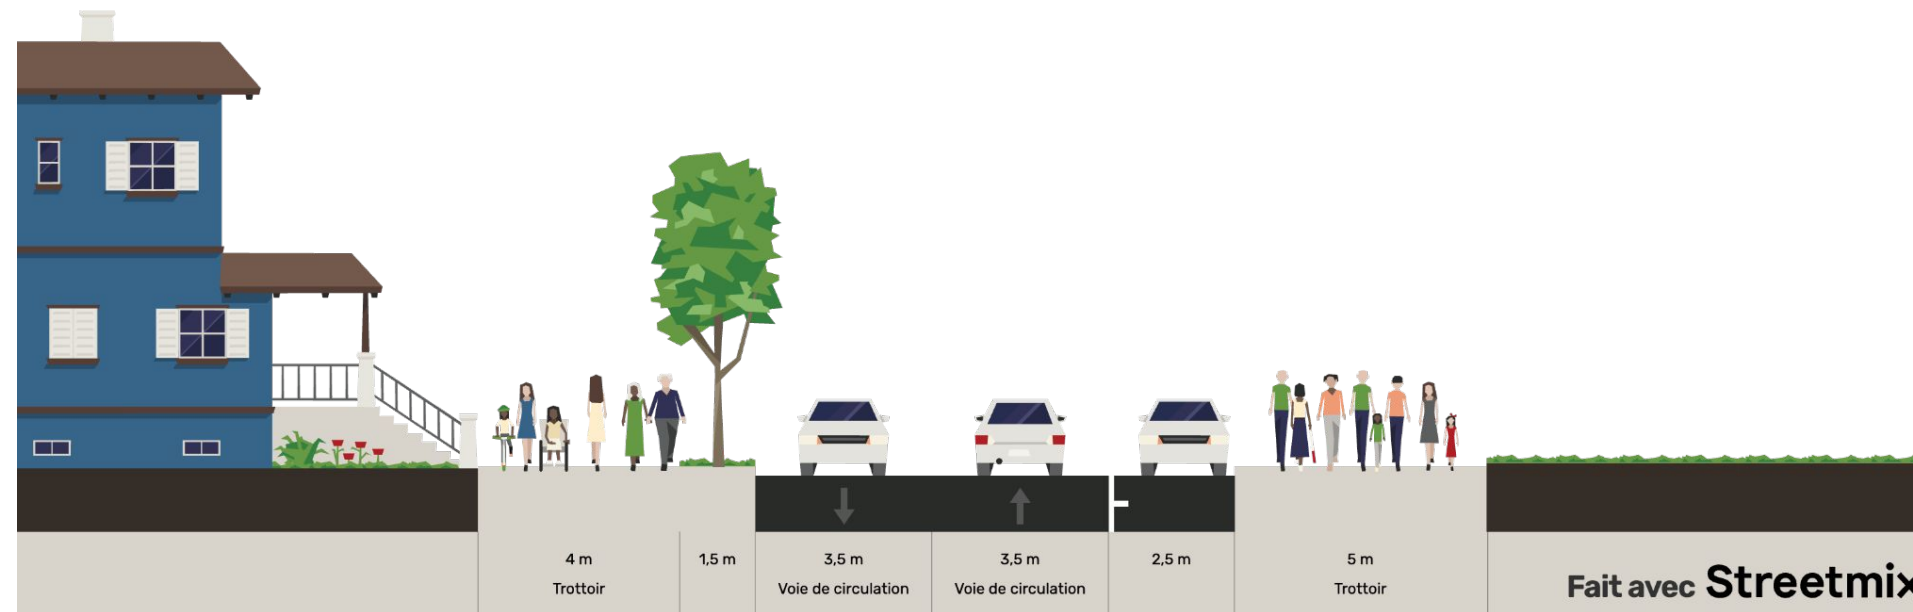 4 m
Trottoir
1,5 m
3,5 m
Voie de circulation
3,5 m
Voie de circulation
2,5 m
5 m
Trottoir
Fait avec Streetmix